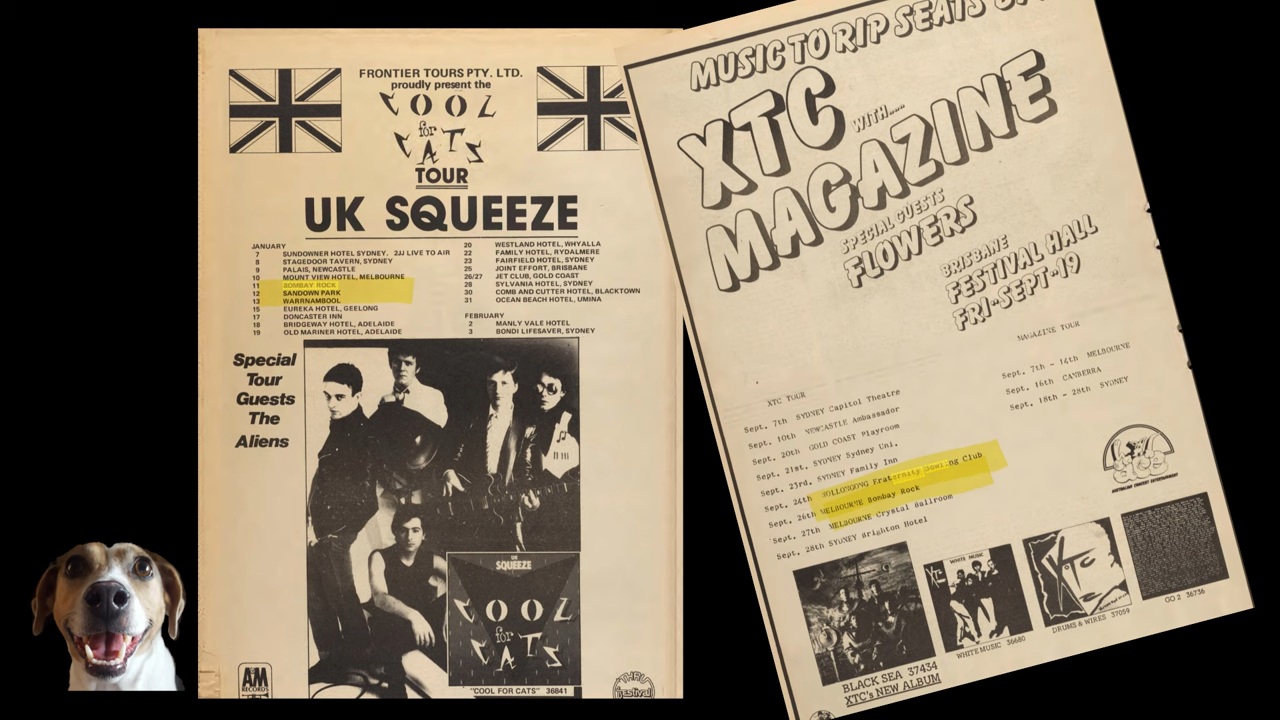 FRONTIER TOURS PTY. LTD.
proudly present the
COOL
for
CATS
TOUR
UK SQUEEZE
JANUARY
7 SUNDOWNER HOTEL SYDNEY. 2JJ LIVE TO AIR
8 STAGEDOOR TAVERN, SYDNEY
9 PALAIS, NEWCASTLE
10 MOUNT VIEW HOTEL, MELBOURNE
11 BOMBAY ROCK
12 SANDOWN PARK
13 WARRNAMBOOL
15 EUREKA HOTEL, GEELONG
17 DONCASTER INN
18 BRIDGEWAY HOTEL, ADELAIDE
19 OLD MARINER HOTEL, ADELAIDE
20 WESTLAND HOTEL, WHYALLA
22 FAMILY HOTEL, RYDALMERE
23 FAIRFIELD HOTEL, SYDNEY
25 JOINT EFFORT, BRISBANE
26/27 JET CLUB, GOLD COAST
28 SYLVANIA HOTEL, SYDNEY
30 COMB AND CUTTER HOTEL, BLACKTOWN
31 OCEAN BEACH HOTEL, UMINA
FEBRUARY
2 MANLY VALE HOTEL
3 BONDI LIFESAVER, SYDNEY
Special
Tour
Guests
The
Aliens
UK
SQUEEZE
COOL
for
CATS
A&M
RECORDS
"COOL FOR CATS" 36841
MUSIC TO RIP SEATS
XTC
WITH....
MAGAZINE
SPECIAL GUESTS
FLOWERS
BRISBANE
FESTIVAL HALL
FRI-SEPT-19
XTC TOUR
Sept. 7th SYDNEY Capitol Theatre
Sept. 10th NEWCASTLE Ambassador
Sept. 20th GOLD COAST Playroom
Sept. 21st. SYDNEY Sydney Uni.
Sept. 23rd. SYDNEY Family Inn
Sept. 24th WOLLONGONG Fraternity Bowling Club
Sept. 26th MELBOURNE Bombay Rock
Sept. 27th MELBOURNE Crystal Ballroom
Sept. 28th SYDNEY Brighton Hotel
MAGAZINE TOUR
Sept. 7th - 14th MELBOURNE
Sept. 16th CANBERRA
Sept. 18th - 28th SYDNEY
AUSTRALIAN CONCERT ENTERTAINMENT
BLACK SEA 37434
XTC's NEW ALBUM
WHITE MUSIC
XTC
WHITE MUSIC 36680
XTC
DRUMS & WIRES 37059
GO 2 36736